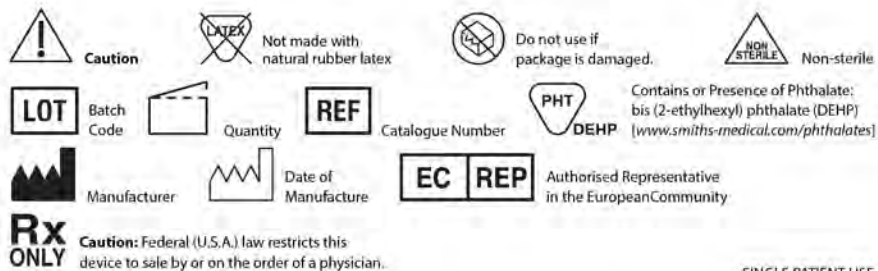 Caution
LATEX
Not made with
natural rubber latex
Do not use if
package is damaged.
NON
STERILE
Non-sterile
LOT
Batch
Code
Quantity
REF
Catalogue Number
PHT
DEHP
Contains or Presence of Phthalate:
bis (2-ethylhexyl) phthalate (DEHP)
[www.smiths-medical.com/phthalates]
Manufacturer
Date of
Manufacture
EC REP
Authorised Representative
in the EuropeanCommunity
Rx
ONLY
Caution: Federal (U.S.A.) law restricts this
device to sale by or on the order of a physician.
SINGLE PATIENT USE